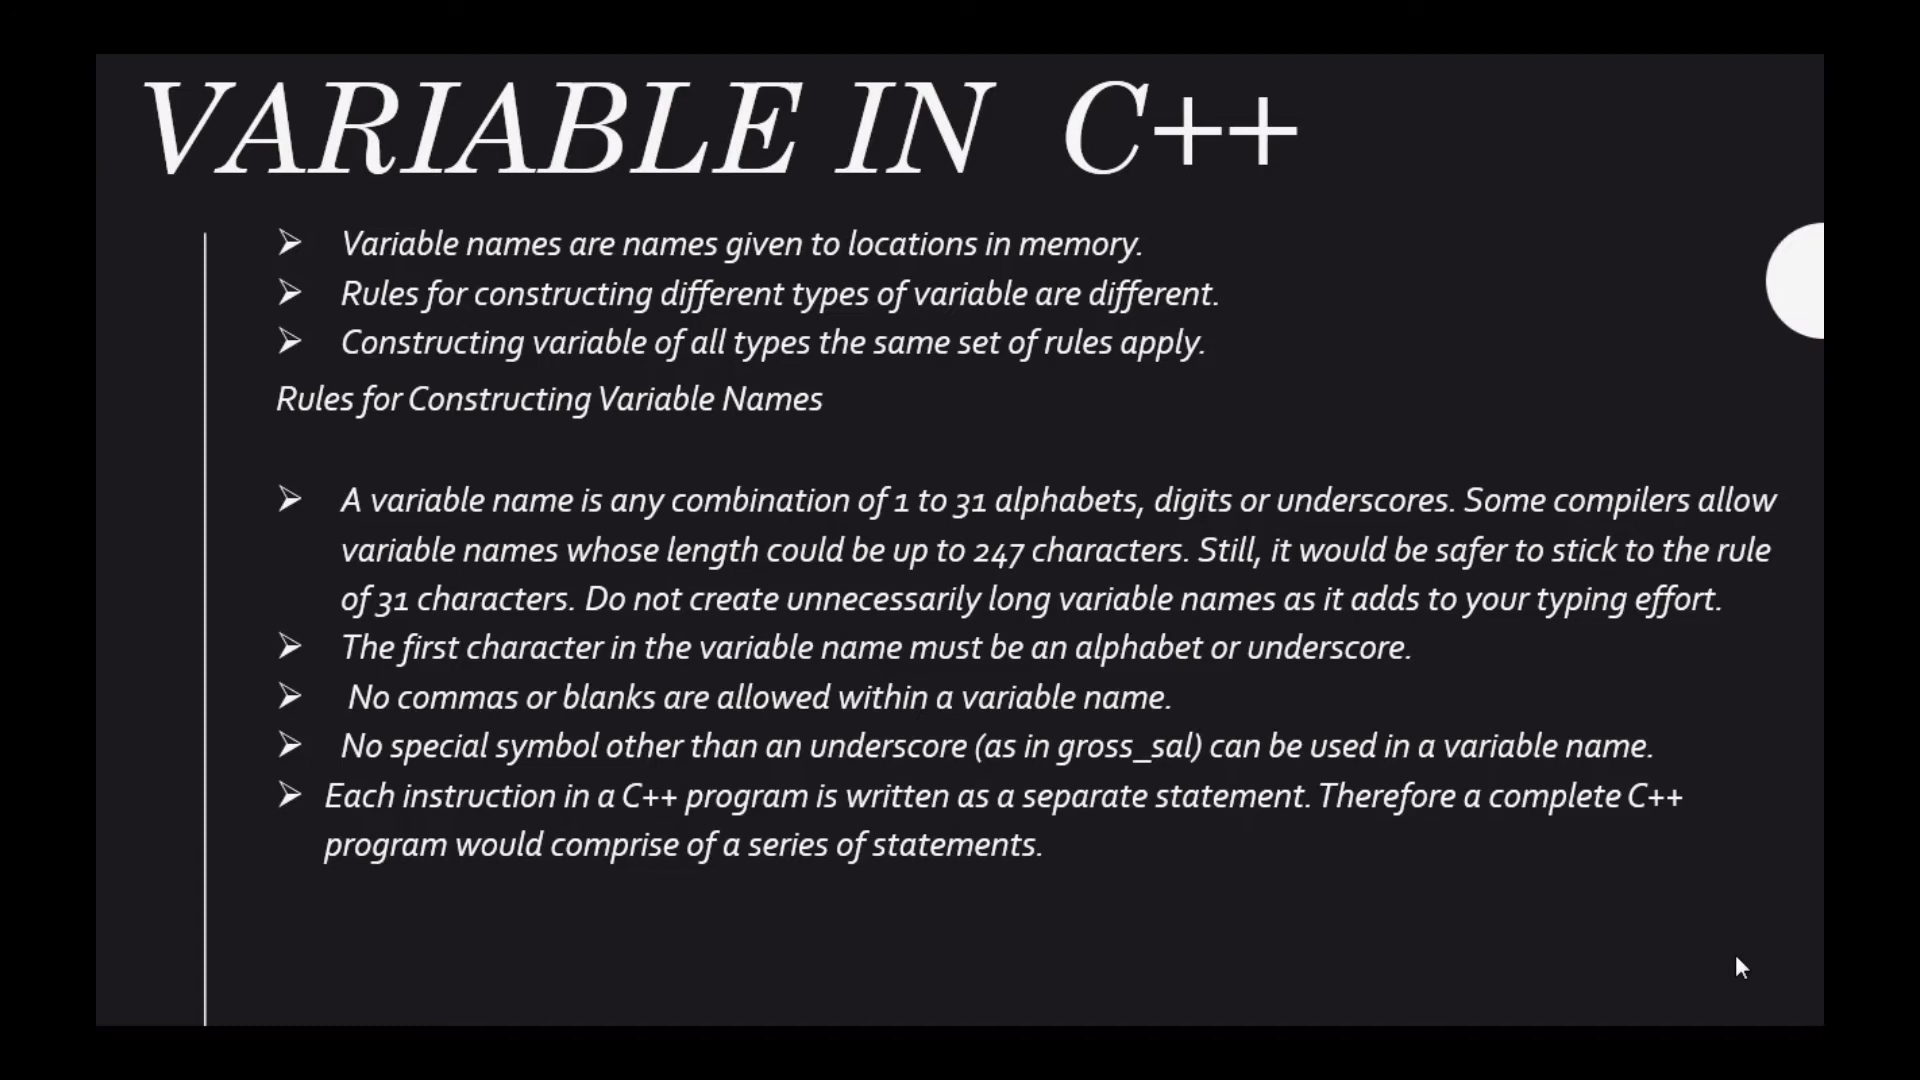 VARIABLE IN C++
➢ Variable names are names given to locations in memory.
➢ Rules for constructing different types of variable are different.
➢ Constructing variable of all types the same set of rules apply.
Rules for Constructing Variable Names
➢ A variable name is any combination of 1 to 31 alphabets, digits or underscores. Some compilers allow
variable names whose length could be up to 247 characters. Still, it would be safer to stick to the rule
of 31 characters. Do not create unnecessarily long variable names as it adds to your typing effort.
➢ The first character in the variable name must be an alphabet or underscore.
➢ No commas or blanks are allowed within a variable name.
➢ No special symbol other than an underscore (as in gross_sal) can be used in a variable name.
➢ Each instruction in a C++ program is written as a separate statement. Therefore a complete C++
program would comprise of a series of statements.